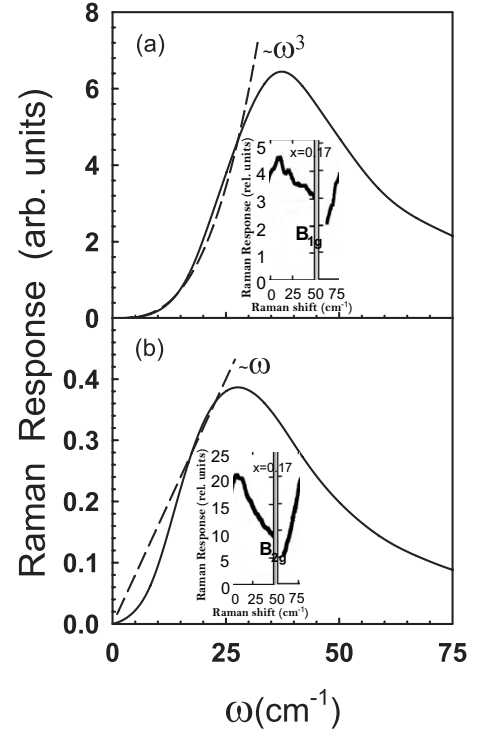 8
(a)
~ω³
6
4
2
0
5
4
3
2
1
0
x=0.17
B1g
0 25 50 75
Raman shift (cm-1)
Raman Response (rel. units)
(b)
~ω
0.4
0.3
0.2
0.1
0.0
25
20
15
10
5
0
x=0.17
B2g
0 25 50 75
Raman shift (cm-1)
Raman Response (rel. units)
0 25 50 75
ω(cm-1)
Raman Response (arb. units)